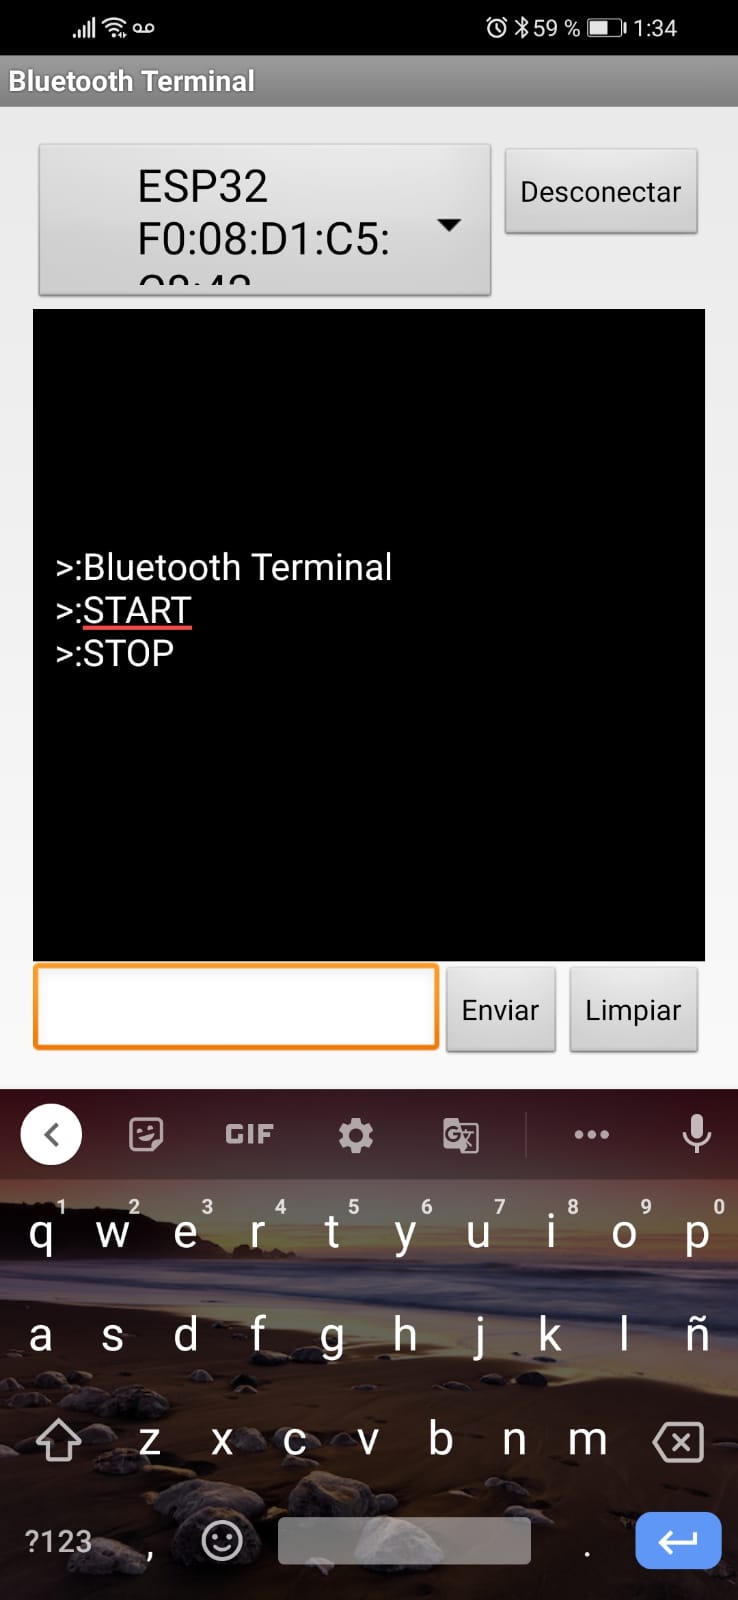 59 % 1:34
Bluetooth Terminal
ESP32
F0:08:D1:C5:
Desconectar
>:Bluetooth Terminal
>:START
>:STOP
Enviar Limpiar
GIF
1 2 3 4 5 6 7 8 9 0
q w e r t y u i o p
a s d f g h j k l ñ
z x c v b n m
?123 , .